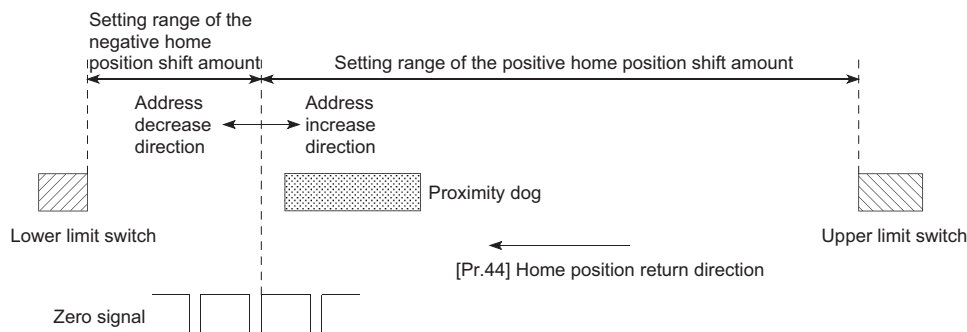 Setting range of the
negative home
position shift amount
Setting range of the positive home position shift amount
Address
decrease
direction
Address
increase
direction
Proximity dog
Lower limit switch
Upper limit switch
[Pr.44] Home position return direction
Zero signal